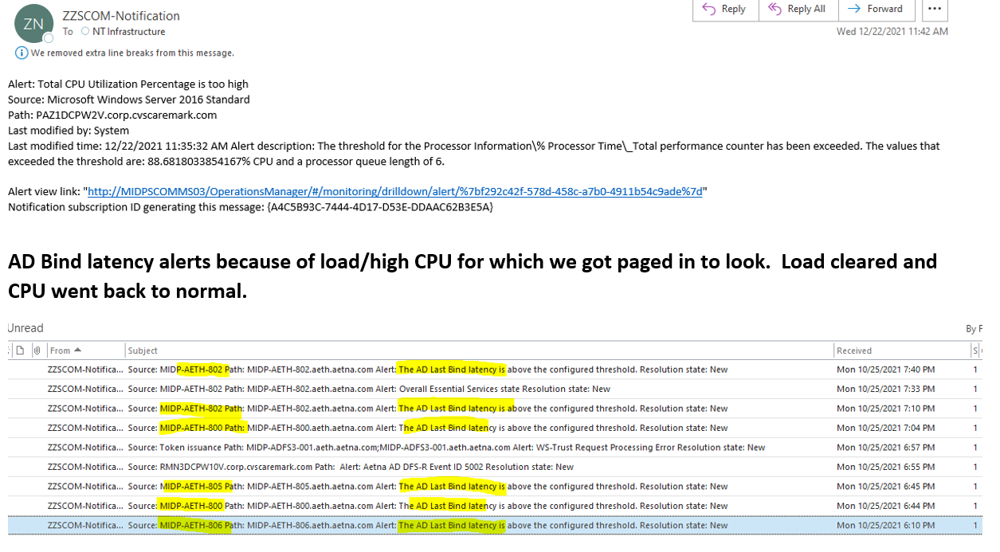 ZN
ZZSCOM-Notification
To NT Infrastructure
Reply Reply All Forward ...
Wed 12/22/2021 11:42 AM
We removed extra line breaks from this message.
Alert: Total CPU Utilization Percentage is too high
Source: Microsoft Windows Server 2016 Standard
Path: PAZ1DCPW2V.corp.cvscaremark.com
Last modified by: System
Last modified time: 12/22/2021 11:35:32 AM Alert description: The threshold for the Processor Information\% Processor Time\_Total performance counter has been exceeded. The values that
exceeded the threshold are: 88.6818033854167% CPU and a processor queue length of 6.
Alert view link: "http://MIDPSCOMMS03/OperationsManager/#/monitoring/drilldown/alert/%7bf292c42f-578d-458c-a7b0-4911b54c9ade%7d"
Notification subscription ID generating this message: {A4C5B93C-7444-4D17-D53E-DDAAC62B3E5A}
AD Bind latency alerts because of load/high CPU for which we got paged in to look. Load cleared and
CPU went back to normal.
Unread By
From Subject Received S
ZZSCOM-Notifica... Source: MIDP-AETH-802 Path: MIDP-AETH-802.aeth.aetna.com Alert: The AD Last Bind latency is above the configured threshold. Resolution state: New Mon 10/25/2021 7:40 PM 1
ZZSCOM-Notifica... Source: MIDP-AETH-802 Path: MIDP-AETH-802.aeth.aetna.com Alert: Overall Essential Services state Resolution state: New Mon 10/25/2021 7:33 PM 1
ZZSCOM-Notifica... Source: MIDP-AETH-802 Path: MIDP-AETH-802.aeth.aetna.com Alert: The AD Last Bind latency is above the configured threshold. Resolution state: New Mon 10/25/2021 7:10 PM 1
ZZSCOM-Notifica... Source: MIDP-AETH-800 Path: MIDP-AETH-800.aeth.aetna.com Alert: The AD Last Bind latency is above the configured threshold. Resolution state: New Mon 10/25/2021 7:04 PM 1
ZZSCOM-Notifica... Source: Token issuance Path: MIDP-ADFS3-001.aeth.aetna.com;MIDP-ADFS3-001.aeth.aetna.com Alert: WS-Trust Request Processing Error Resolution state: New Mon 10/25/2021 6:57 PM 1
ZZSCOM-Notifica... Source: RMN3DCPW10V.corp.cvscaremark.com Path: Alert: Aetna AD DFS-R Event ID 5002 Resolution state: New Mon 10/25/2021 6:55 PM 1
ZZSCOM-Notifica... Source: MIDP-AETH-805 Path: MIDP-AETH-805.aeth.aetna.com Alert: The AD Last Bind latency is above the configured threshold. Resolution state: New Mon 10/25/2021 6:45 PM 1
ZZSCOM-Notifica... Source: MIDP-AETH-800 Path: MIDP-AETH-800.aeth.aetna.com Alert: The AD Last Bind latency is above the configured threshold. Resolution state: New Mon 10/25/2021 6:44 PM 1
ZZSCOM-Notifica... Source: MIDP-AETH-806 Path: MIDP-AETH-806.aeth.aetna.com Alert: The AD Last Bind latency is above the configured threshold. Resolution state: New Mon 10/25/2021 6:10 PM 1